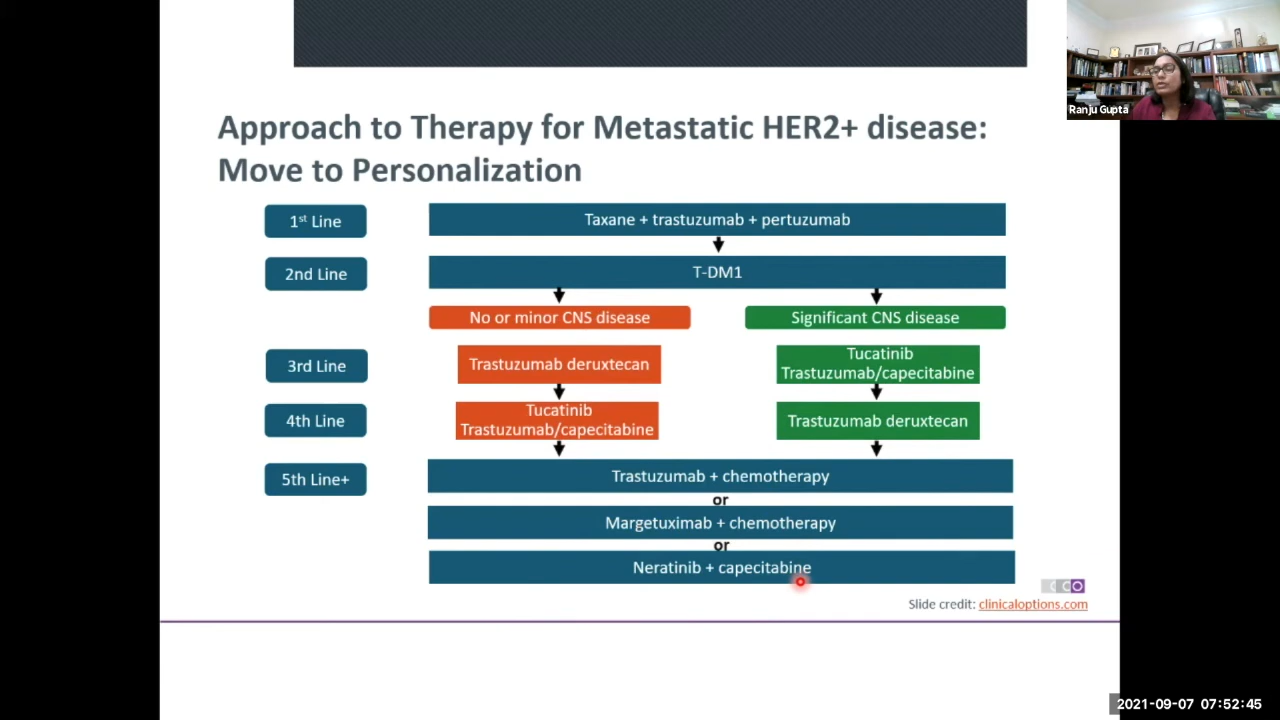 Ranju Gupta
Approach to Therapy for Metastatic HER2+ disease:
Move to Personalization
1st Line
Taxane + trastuzumab + pertuzumab
2nd Line
T-DM1
No or minor CNS disease
Significant CNS disease
3rd Line
Trastuzumab deruxtecan
Tucatinib
Trastuzumab/capecitabine
4th Line
Tucatinib
Trastuzumab/capecitabine
Trastuzumab deruxtecan
5th Line+
Trastuzumab + chemotherapy
or
Margetuximab + chemotherapy
or
Neratinib + capecitabine
CCO
Slide credit: clinicaloptions.com
2021-09-07 07:52:45